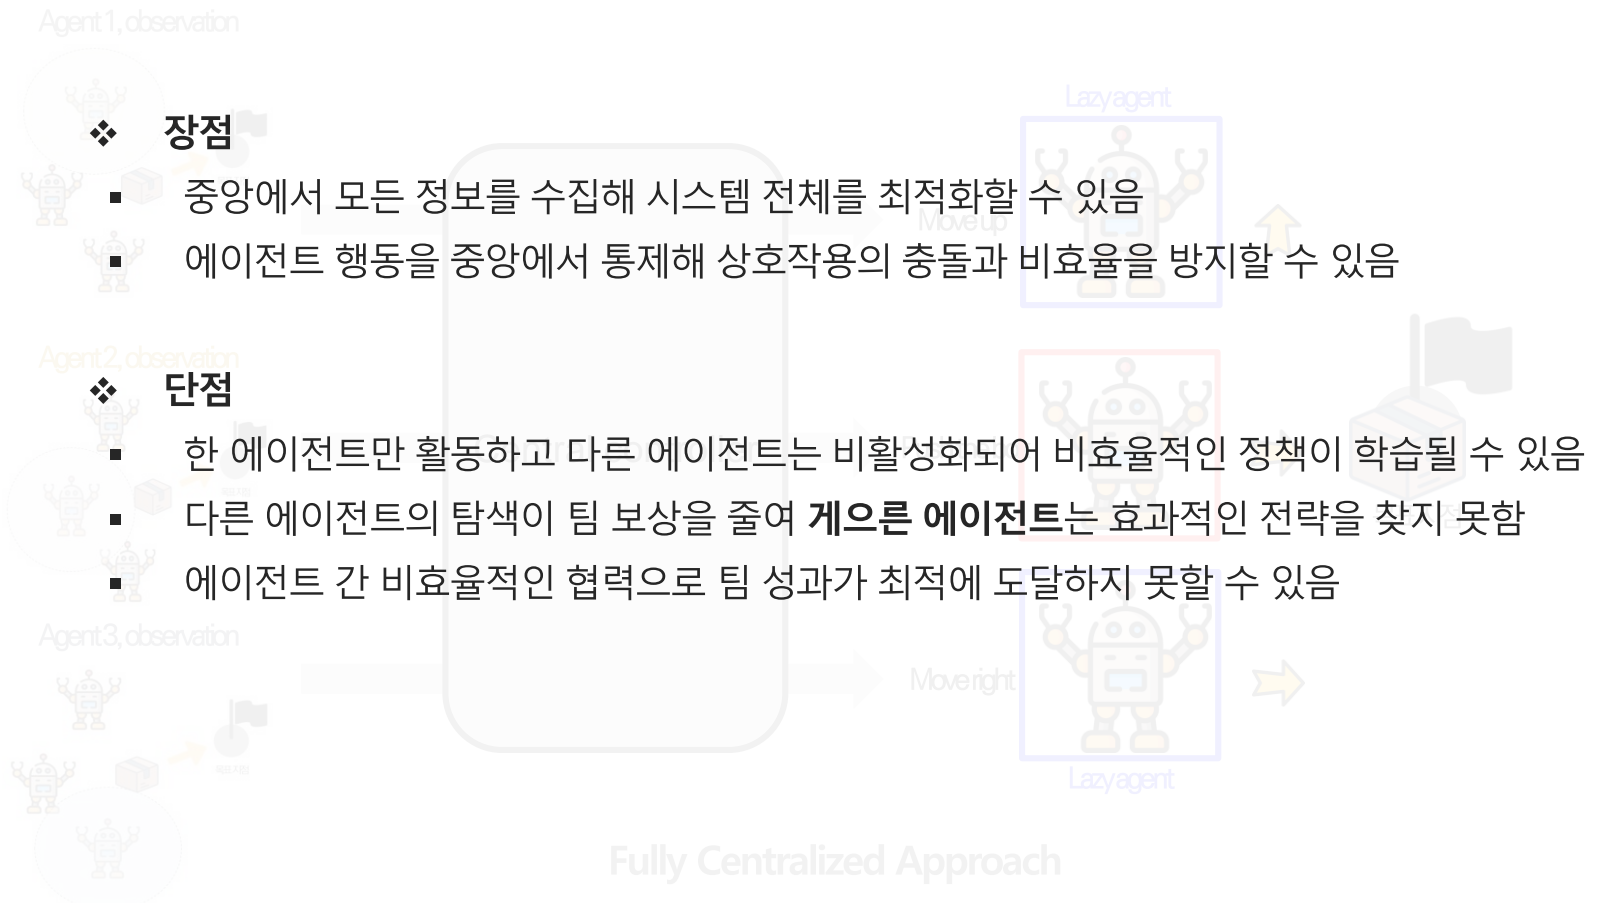 Agent 1, observation
Lazy agent
❖ 장점
▪ 중앙에서 모든 정보를 수집해 시스템 전체를 최적화할 수 있음
Move up
▪ 에이전트 행동을 중앙에서 통제해 상호작용의 충돌과 비효율을 방지할 수 있음
Agent 2, observation
❖ 단점
▪ 한 에이전트만 활동하고 다른 에이전트는 비활성화되어 비효율적인 정책이 학습될 수 있음
▪ 다른 에이전트의 탐색이 팀 보상을 줄여 게으른 에이전트는 효과적인 전략을 찾지 못함
▪ 에이전트 간 비효율적인 협력으로 팀 성과가 최적에 도달하지 못할 수 있음
Agent 3, observation
Move right
Lazy agent
Fully Centralized Approach